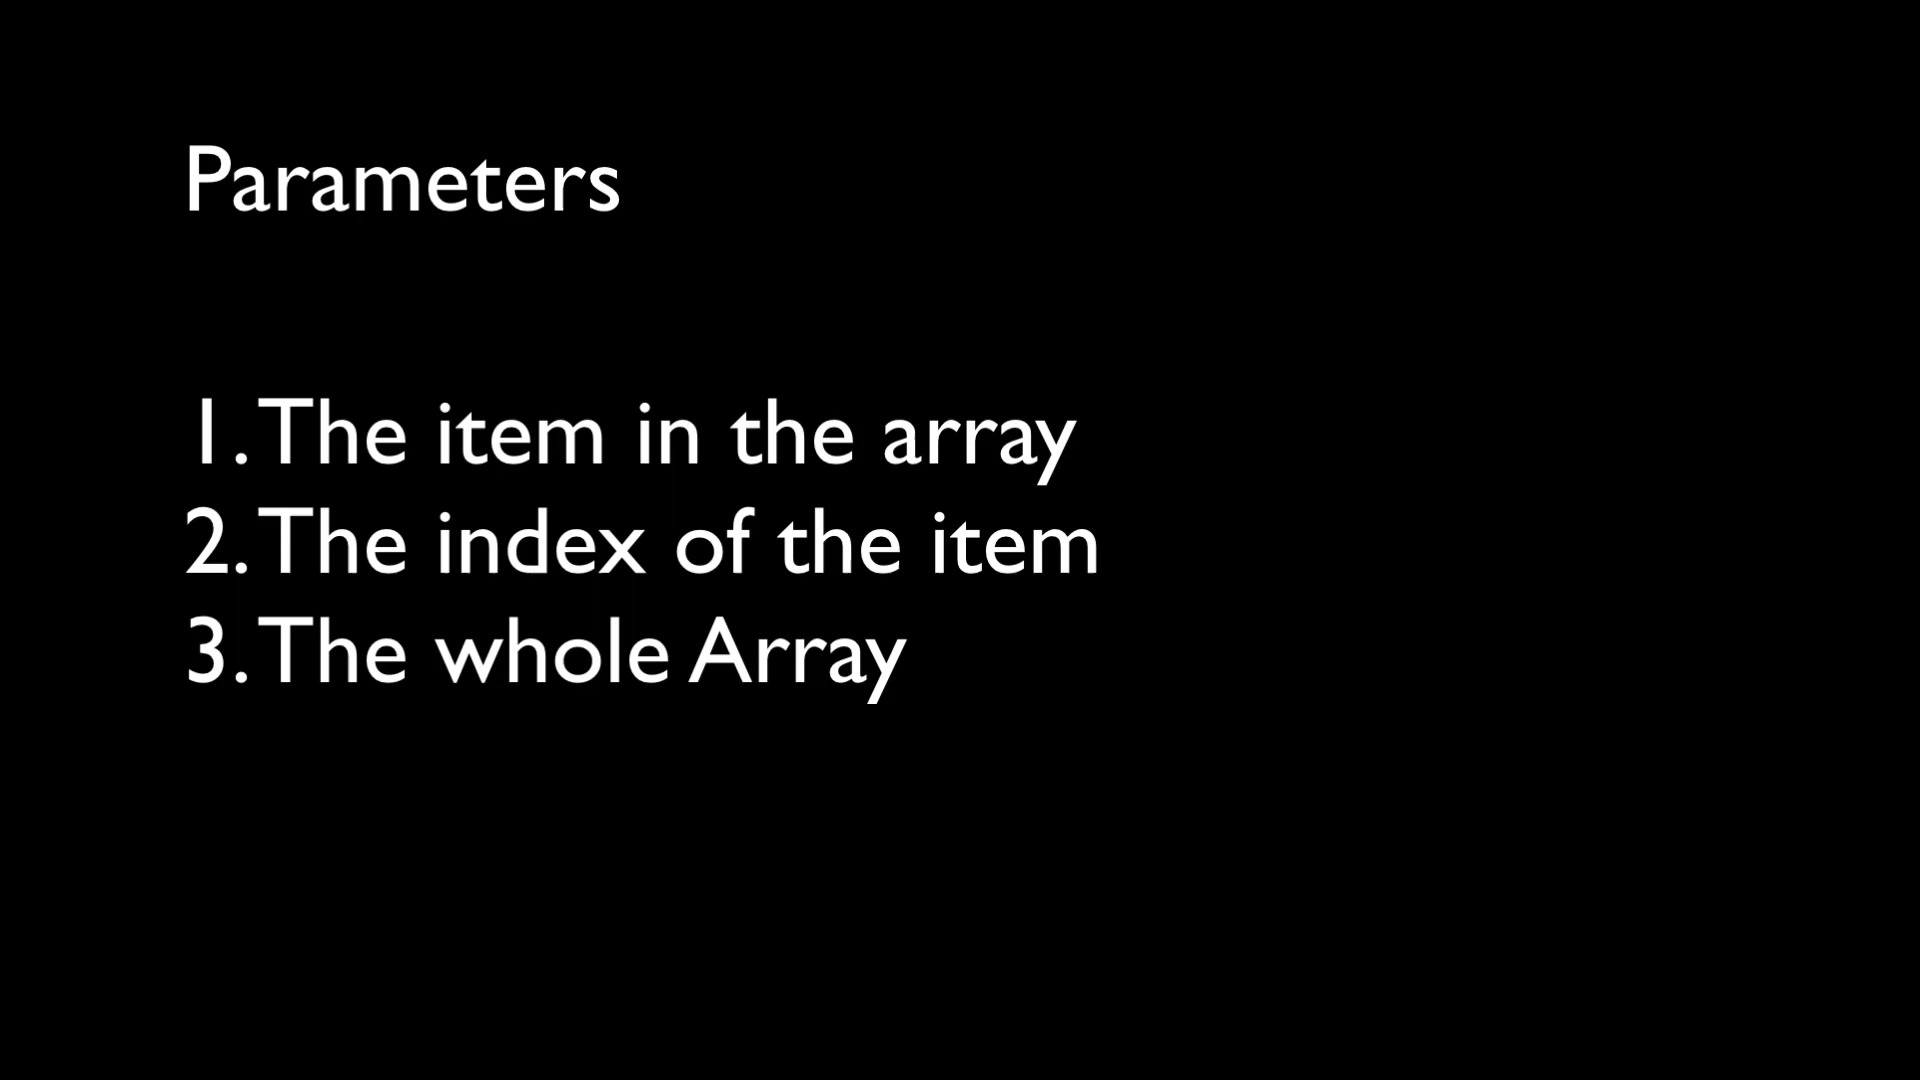 Parameters
1. The item in the array
2. The index of the item
3. The whole Array